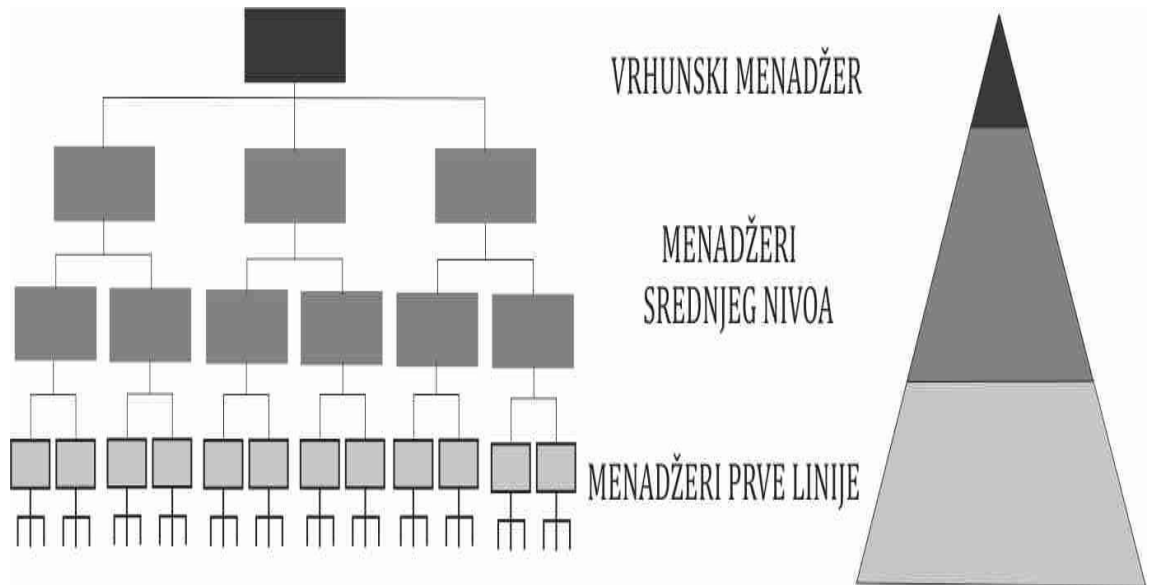 VRHUNSKI MENADŽER
MENADŽERI
SREDNJEG NIVOA
MENADŽERI PRVE LINIJE